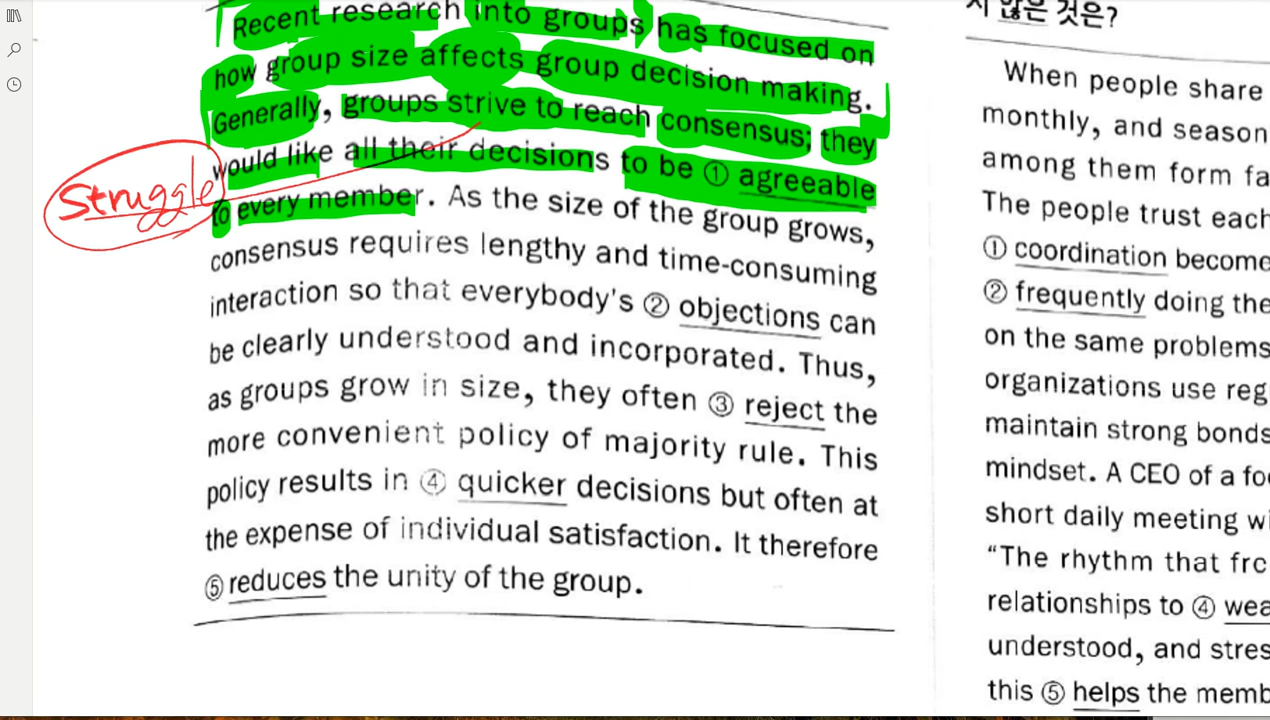 Recent research into groups has focused on
how group size affects group decision making.
Generally, groups strive to reach consensus; they
would like all their decisions to be ① agreeable
to every member. As the size of the group grows,
consensus requires lengthy and time-consuming
interaction so that everybody's ② objections can
be clearly understood and incorporated. Thus,
as groups grow in size, they often ③ reject the
more convenient policy of majority rule. This
policy results in ④ quicker decisions but often at
the expense of individual satisfaction. It therefore
⑤ reduces the unity of the group.
Struggle
지 않은 것은?
When people share
monthly, and season
among them form fa
The people trust each
① coordination become
② frequently doing the
on the same problems
organizations use reg
maintain strong bonds
mindset. A CEO of a fo
short daily meeting wi
“The rhythm that fro
relationships to ④ wea
understood, and stres
this ⑤ helps the memb